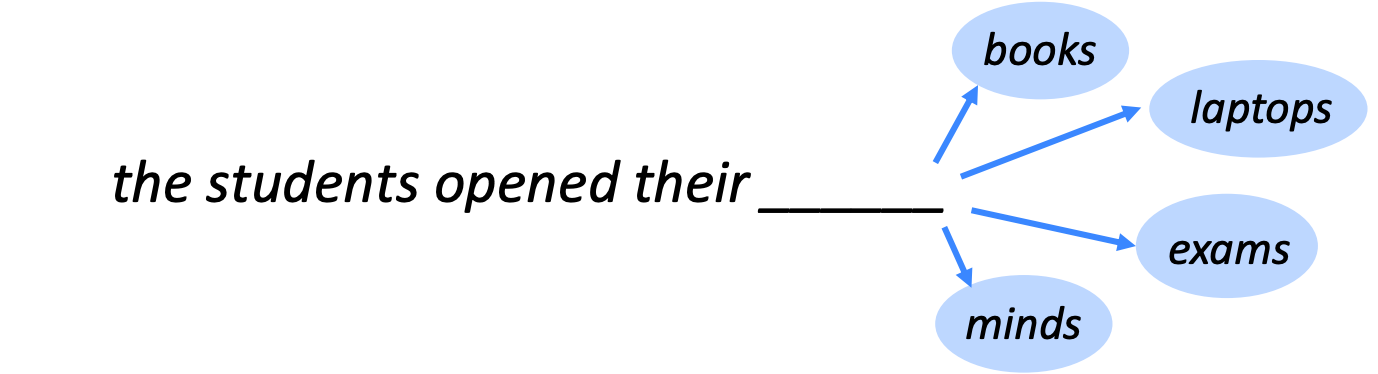 books
laptops
the students opened their ______
exams
minds